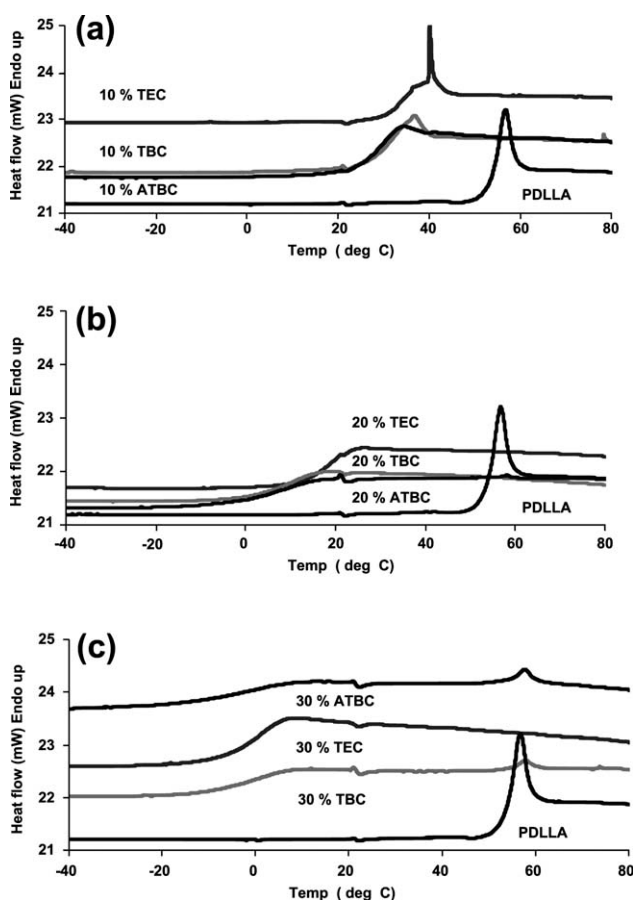 (a)
Heat flow (mW) Endo up
25
24
23
22
21
10 % TEC
10 % TBC
10 % ATBC
PDLLA
-40 -20 0 20 40 60 80
Temp ( deg C)
(b)
Heat flow (mW) Endo up
25
24
23
22
21
20 % TEC
20 % TBC
20 % ATBC
PDLLA
-40 -20 0 20 40 60 80
Temp ( deg C)
(c)
Heat flow (mW) Endo up
25
24
23
22
21
30 % ATBC
30 % TEC
30 % TBC
PDLLA
-40 -20 0 20 40 60 80
Temp ( deg C)